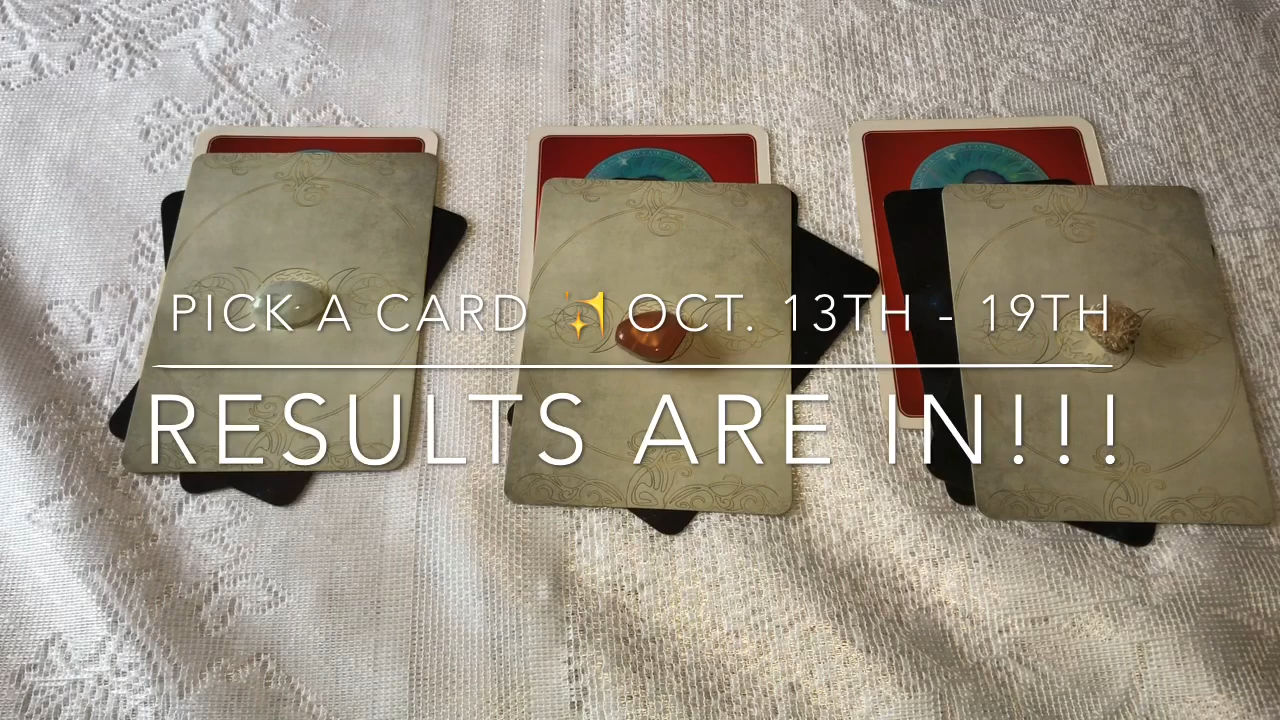 PICK A CARD ✨ OCT. 13TH - 19TH
RESULTS ARE IN!!!